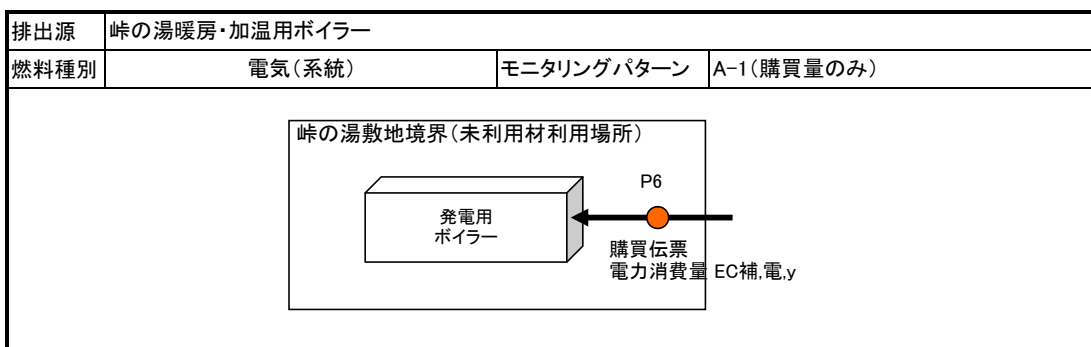 排出源 峠の湯暖房・加温用ボイラー
燃料種別 電気(系統) モニタリングパターン A-1(購買量のみ)
峠の湯敷地境界(未利用材利用場所)
P6
発電用
ボイラー
購買伝票
電力消費量 EC補,電,y